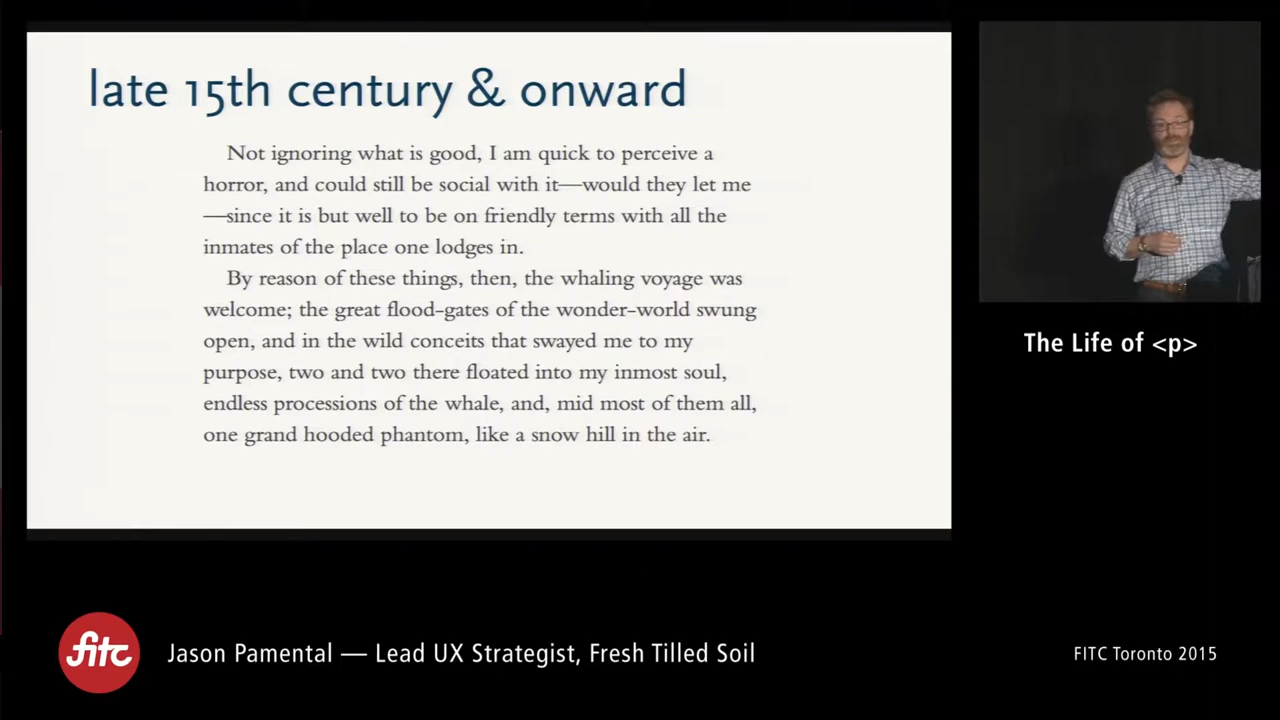 late 15th century & onward
Not ignoring what is good, I am quick to perceive a
horror, and could still be social with it—would they let me
—since it is but well to be on friendly terms with all the
inmates of the place one lodges in.
By reason of these things, then, the whaling voyage was
welcome; the great flood-gates of the wonder-world swung
open, and in the wild conceits that swayed me to my
purpose, two and two there floated into my inmost soul,
endless processions of the whale, and, mid most of them all,
one grand hooded phantom, like a snow hill in the air.
The Life of <p>
fitc
Jason Pamental — Lead UX Strategist, Fresh Tilled Soil
FITC Toronto 2015